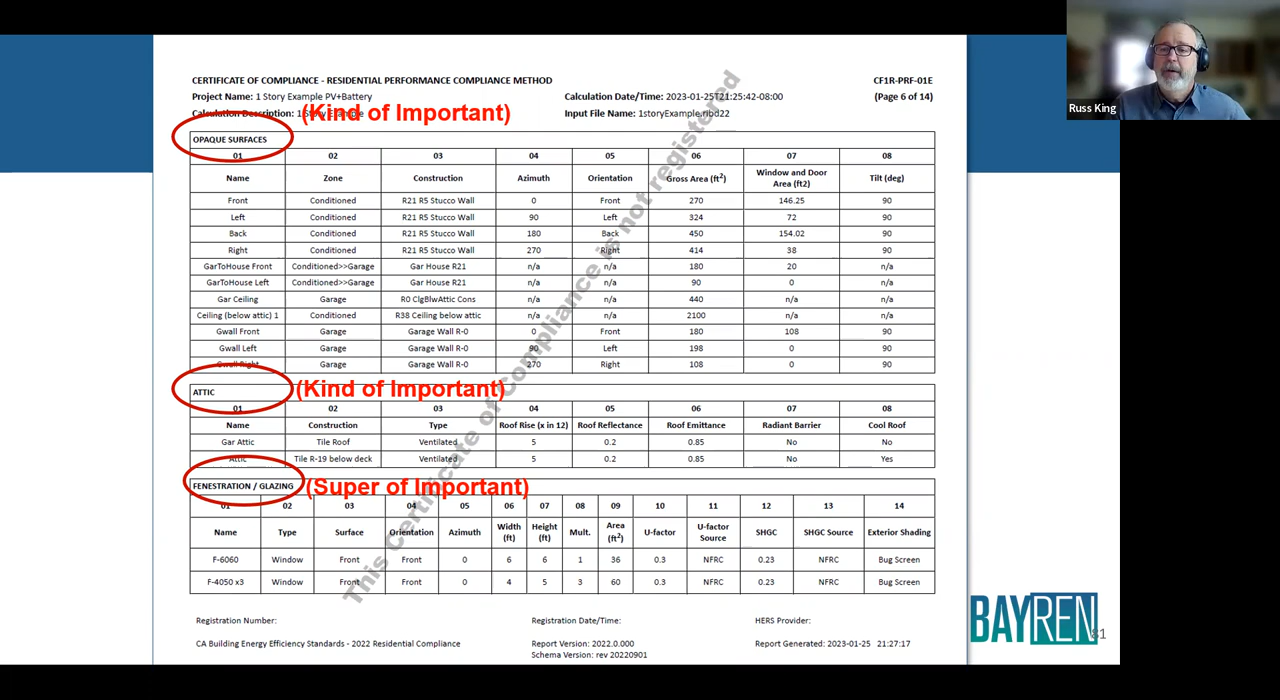 CERTIFICATE OF COMPLIANCE - RESIDENTIAL PERFORMANCE COMPLIANCE METHOD CF1R-PRF-01E
Project Name: 1 Story Example PV+Battery Calculation Date/Time: 2023-01-25T21:25:42-08:00 (Page 6 of 14)
Calculation Description: 1 Story Example Input File Name: 1storyExample.ribd22
(Kind of Important)
Russ King
OPAQUE SURFACES
01 02 03 04 05 06 07 08
Name Zone Construction Azimuth Orientation Gross Area (ft²) Window and Door Area (ft2) Tilt (deg)
Front Conditioned R21 R5 Stucco Wall 0 Front 270 146.25 90
Left Conditioned R21 R5 Stucco Wall 90 Left 324 72 90
Back Conditioned R21 R5 Stucco Wall 180 Back 450 154.02 90
Right Conditioned R21 R5 Stucco Wall 270 Right 414 38 90
GarToHouse Front Conditioned>>Garage Gar House R21 n/a n/a 180 20 n/a
GarToHouse Left Conditioned>>Garage Gar House R21 n/a n/a 90 0 n/a
Gar Ceiling Garage R0 ClgBlwAttic Cons n/a n/a 440 n/a n/a
Ceiling (below attic) 1 Conditioned R38 Ceiling below attic n/a n/a 2100 n/a n/a
Gwall Front Garage Garage Wall R-0 0 Front 180 108 90
Gwall Left Garage Garage Wall R-0 90 Left 198 0 90
Gwall Right Garage Garage Wall R-0 270 Right 108 0 90
ATTIC (Kind of Important)
01 02 03 04 05 06 07 08
Name Construction Type Roof Rise (x in 12) Roof Reflectance Roof Emittance Radiant Barrier Cool Roof
Gar Attic Tile Roof Ventilated 5 0.2 0.85 No No
Attic Tile R-19 below deck Ventilated 5 0.2 0.85 No Yes
FENESTRATION / GLAZING (Super of Important)
01 02 03 04 05 06 07 08 09 10 11 12 13 14
Name Type Surface Orientation Azimuth Width (ft) Height (ft) Mult. Area (ft²) U-factor U-factor Source SHGC SHGC Source Exterior Shading
F-6060 Window Front Front 0 6 6 1 36 0.3 NFRC 0.23 NFRC Bug Screen
F-4050 x3 Window Front Front 0 4 5 3 60 0.3 NFRC 0.23 NFRC Bug Screen
This Certificate of Compliance is not registered
Registration Number: Registration Date/Time: HERS Provider:
CA Building Energy Efficiency Standards - 2022 Residential Compliance Report Version: 2022.0.000 Report Generated: 2023-01-25 21:27:17
Schema Version: rev 20220901
BAYREN
81